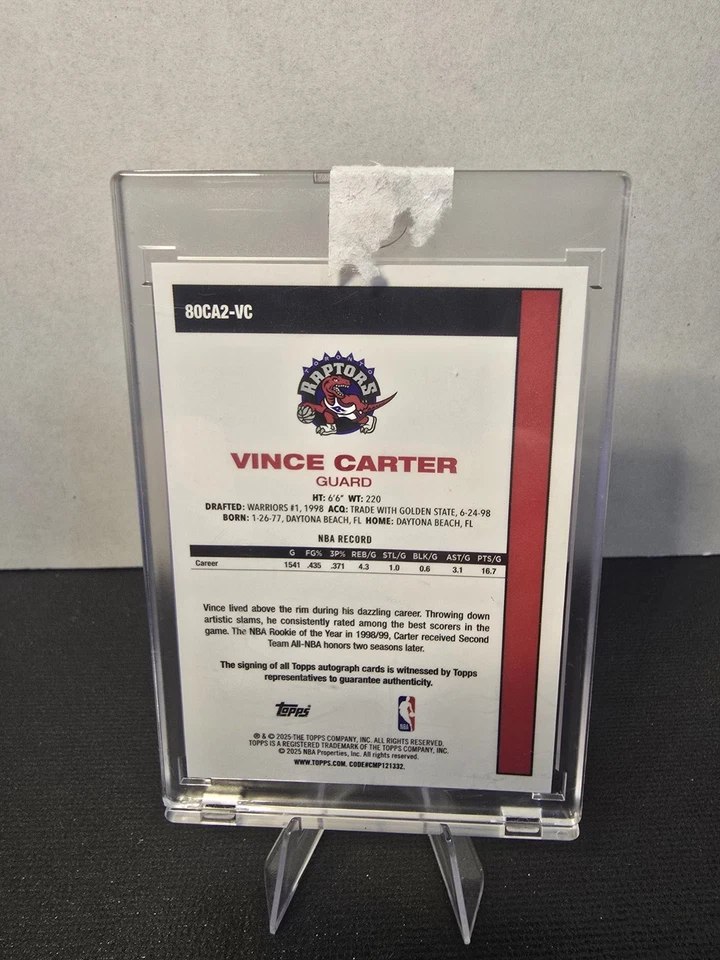 80CA2-VC
TORONTO
RAPTORS
VINCE CARTER
GUARD
HT: 6'6" WT: 220
DRAFTED: WARRIORS #1, 1998 ACQ: TRADE WITH GOLDEN STATE, 6-24-98
BORN: 1-26-77, DAYTONA BEACH, FL HOME: DAYTONA BEACH, FL
NBA RECORD
G FG% 3P% REB/G STL/G BLK/G AST/G PTS/G
Career 1541 .435 .371 4.3 1.0 0.6 3.1 16.7
Vince lived above the rim during his dazzling career. Throwing down
artistic slams, he consistently rated among the best scorers in the
game. The NBA Rookie of the Year in 1998/99, Carter received Second
Team All-NBA honors two seasons later.
The signing of all Topps autograph cards is witnessed by Topps
representatives to guarantee authenticity.
Topps
NBA
® & © 2025 THE TOPPS COMPANY, INC. ALL RIGHTS RESERVED.
TOPPS IS A REGISTERED TRADEMARK OF THE TOPPS COMPANY, INC.
© 2025 NBA Properties, Inc. All rights reserved.
WWW.TOPPS.COM. CODE#CMP121332.